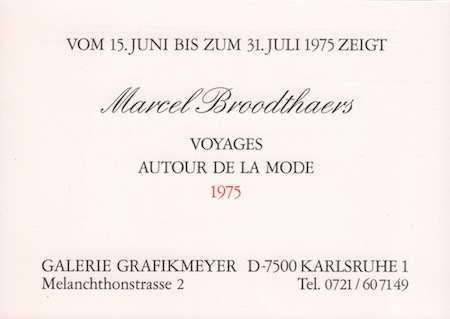 VOM 15. JUNI BIS ZUM 31. JULI 1975 ZEIGT
Marcel Broodthaers
VOYAGES
AUTOUR DE LA MODE
1975
GALERIE GRAFIKMEYER D-7500 KARLSRUHE 1
Melanchthonstrasse 2 Tel. 0721/607149